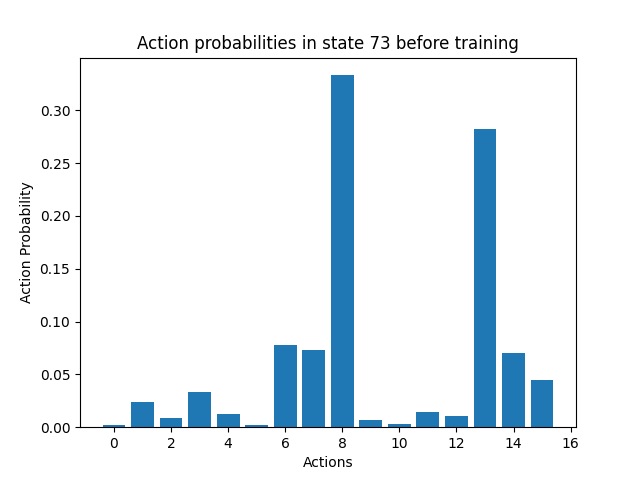 Action probabilities in state 73 before training
0.30
0.25
0.20
0.15
0.10
0.05
0.00
Action Probability
0 2 4 6 8 10 12 14 16
Actions